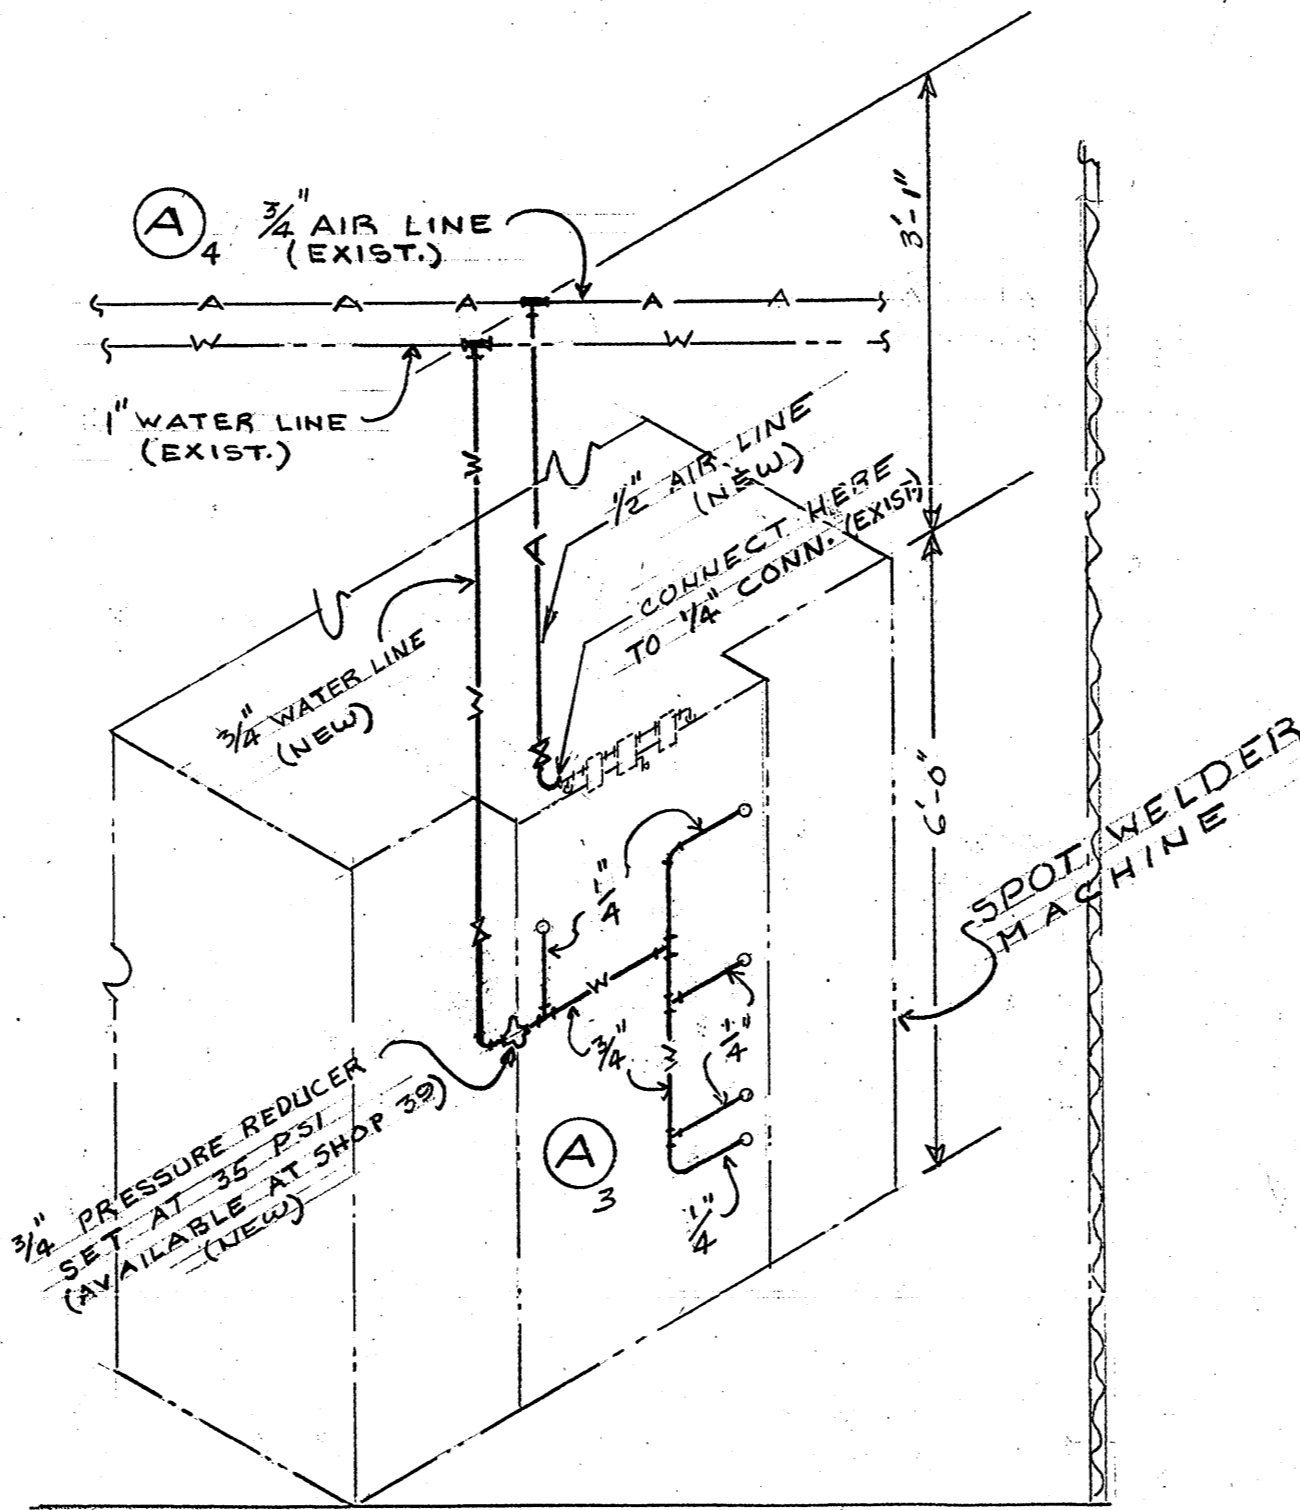 A 4
3/4" AIR LINE
(EXIST.)
A A A A A
W W
1" WATER LINE
(EXIST.)
3'-1"
W
A
1/2" AIR LINE
(NEW)
CONNECT HERE
TO 1/4" CONN. (EXIST)
3/4" WATER LINE
(NEW)
W
6'-0"
SPOT WELDER
MACHINE
1/4"
W
3/4"
W
1/4"
1/4"
1/4"
3/4" PRESSURE REDUCER
SET AT 35 PSI
(AVAILABLE AT SHOP 39)
(NEW)
A 3